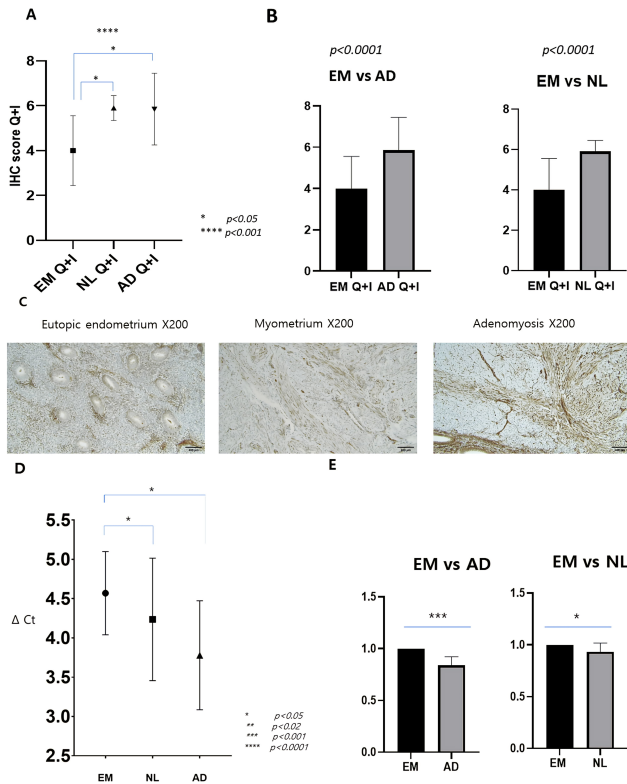 A
****
*
*
IHC score Q+I
8
6
4
2
0
EM Q+I
NL Q+I
AD Q+I
* p<0.05
**** p<0.001
B
p<0.0001
EM vs AD
8
6
4
2
0
EM Q+I AD Q+I
p<0.0001
EM vs NL
8
6
4
2
0
EM Q+I NL Q+I
C
Eutopic endometrium X200
Myometrium X200
Adenomyosis X200
D
*
*
Δ Ct
5.5
5.0
4.5
4.0
3.5
3.0
2.5
EM NL AD
* p<0.05
** p<0.02
*** p<0.001
**** p<0.0001
E
EM vs AD
***
1.5
1.0
0.5
0.0
EM AD
EM vs NL
*
1.5
1.0
0.5
0.0
EM NL